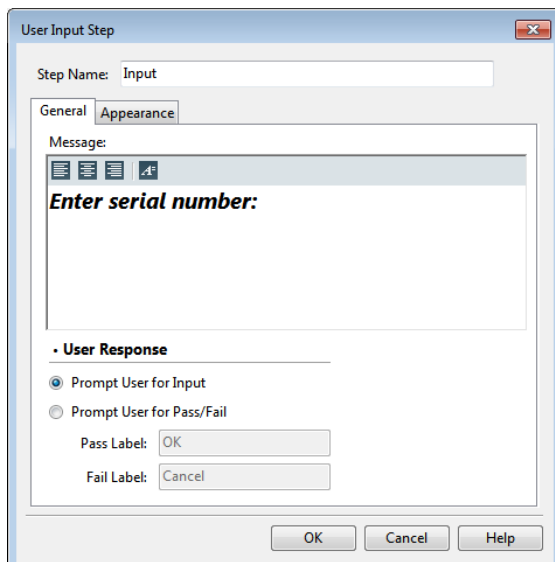 User Input Step
Step Name: Input
General Appearance
Message:
Enter serial number:
• User Response
Prompt User for Input
Prompt User for Pass/Fail
Pass Label: OK
Fail Label: Cancel
OK Cancel Help